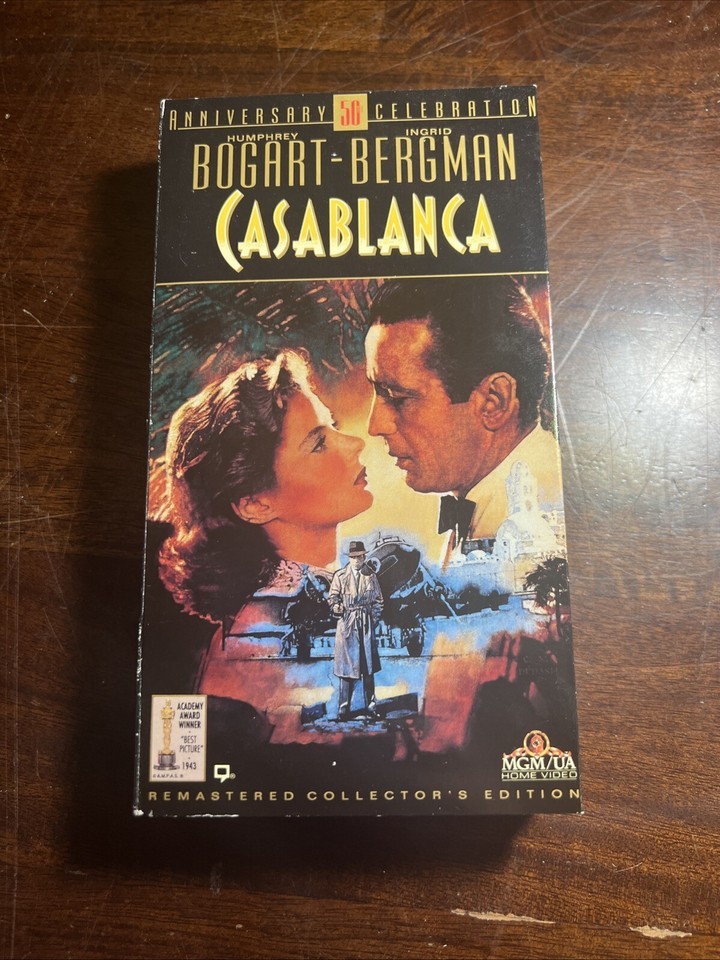 ANNIVERSARY 50 CELEBRATION
HUMPHREY INGRID
BOGART-BERGMAN
CASABLANCA
ACADEMY
AWARD
WINNER
"BEST
PICTURE"
1943
©A.M.P.A.S. ®
MGM/UA
HOME VIDEO
REMASTERED COLLECTOR'S EDITION